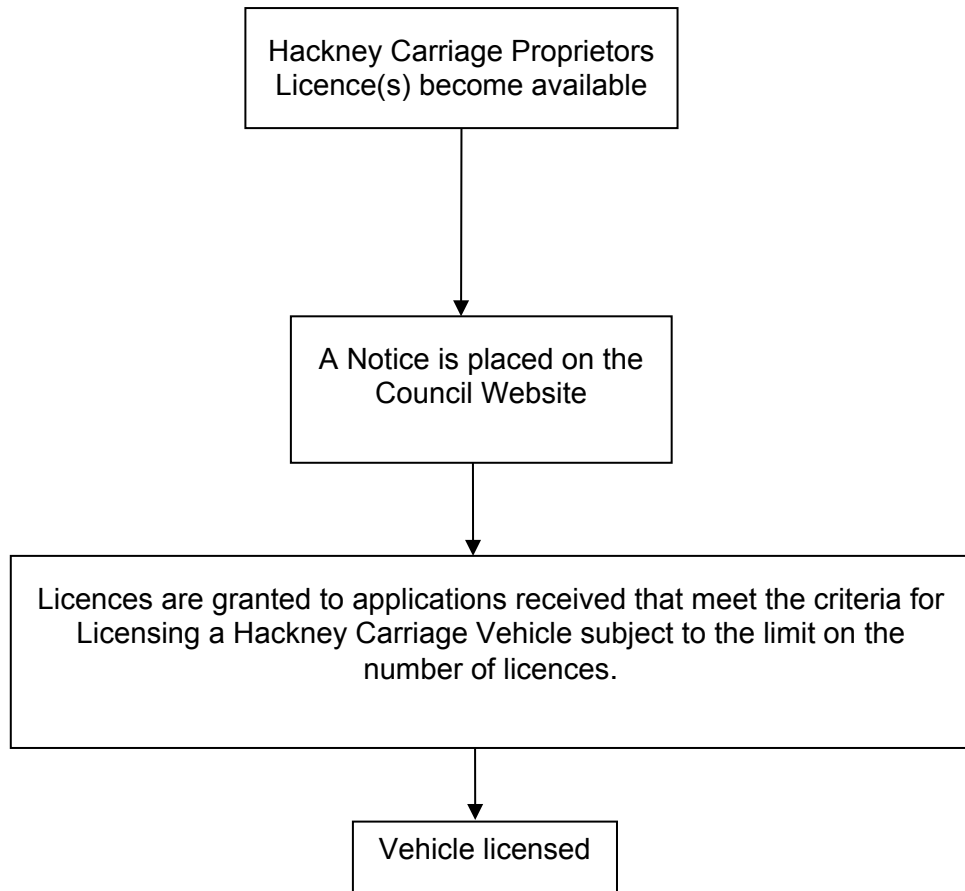 Hackney Carriage Proprietors
Licence(s) become available
A Notice is placed on the
Council Website
Licences are granted to applications received that meet the criteria for
Licensing a Hackney Carriage Vehicle subject to the limit on the
number of licences.
Vehicle licensed